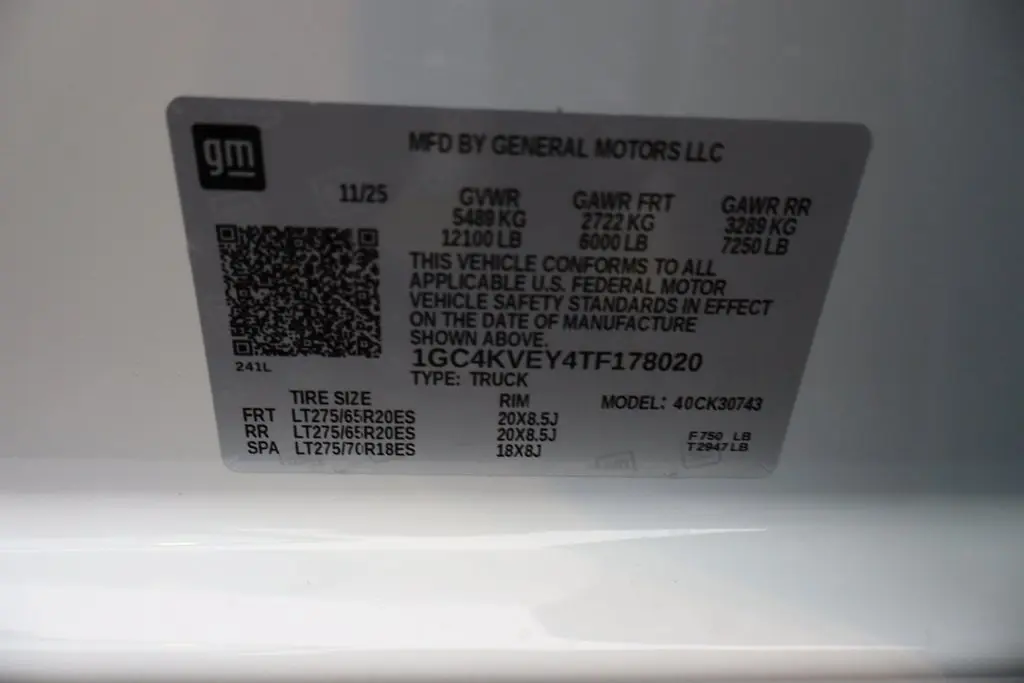 gm
MFD BY GENERAL MOTORS LLC
11/25
GVWR GAWR FRT GAWR RR
5489 KG 2722 KG 3289 KG
12100 LB 6000 LB 7250 LB
THIS VEHICLE CONFORMS TO ALL
APPLICABLE U.S. FEDERAL MOTOR
VEHICLE SAFETY STANDARDS IN EFFECT
ON THE DATE OF MANUFACTURE
SHOWN ABOVE.
1GC4KVEY4TF178020
241L
TYPE: TRUCK
TIRE SIZE RIM MODEL: 40CK30743
FRT LT275/65R20ES 20X8.5J
RR LT275/65R20ES 20X8.5J
SPA LT275/70R18ES 18X8J
F750 LB
T2947LB